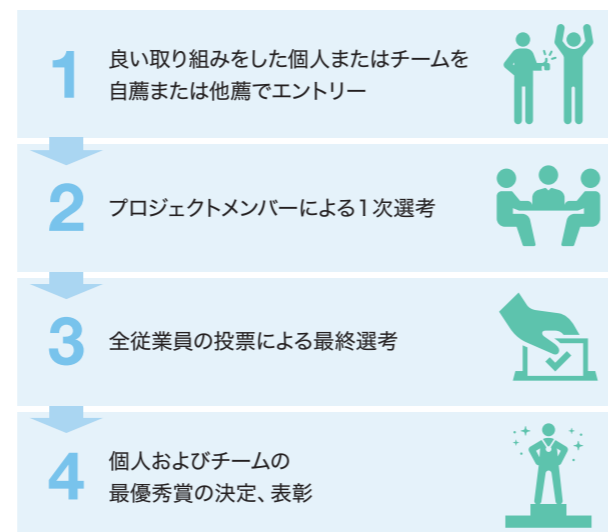 1
良い取り組みをした個人またはチームを
自薦または他薦でエントリー
2
プロジェクトメンバーによる1次選考
3
全従業員の投票による最終選考
4
個人およびチームの
最優秀賞の決定、表彰